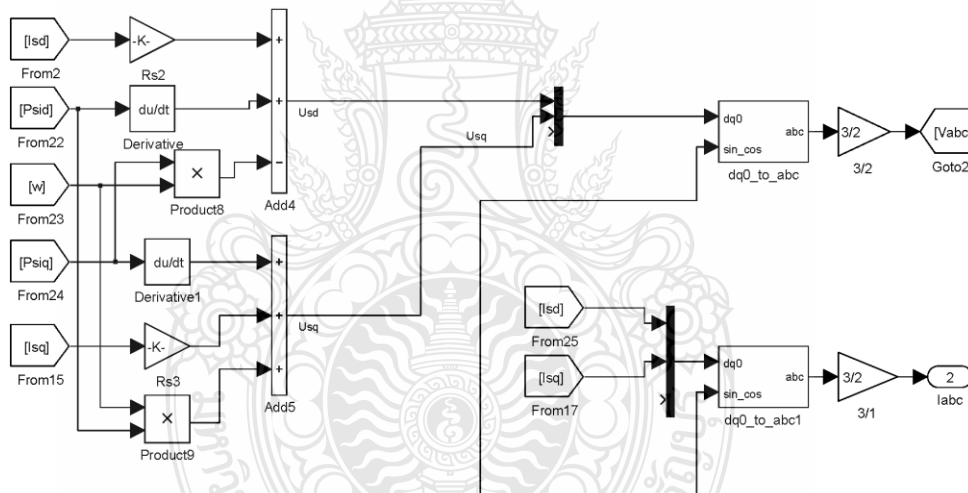 [Isd]
From2
-K-
Rs2
[Psid]
From22
du/dt
Derivative
[w]
From23
×
Product8
+
+
−
Add4
Usd
[Psiq]
From24
du/dt
Derivative1
[Isq]
From15
-K-
Rs3
×
Product9
+
+
+
Add5
Usq
Usq
dq0
sin_cos
abc
dq0_to_abc
3/2
3/2
[Vabc
Goto2
[Isd]
From25
[Isq]
From17
dq0
sin_cos
abc
dq0_to_abc1
3/2
3/1
2
Iabc